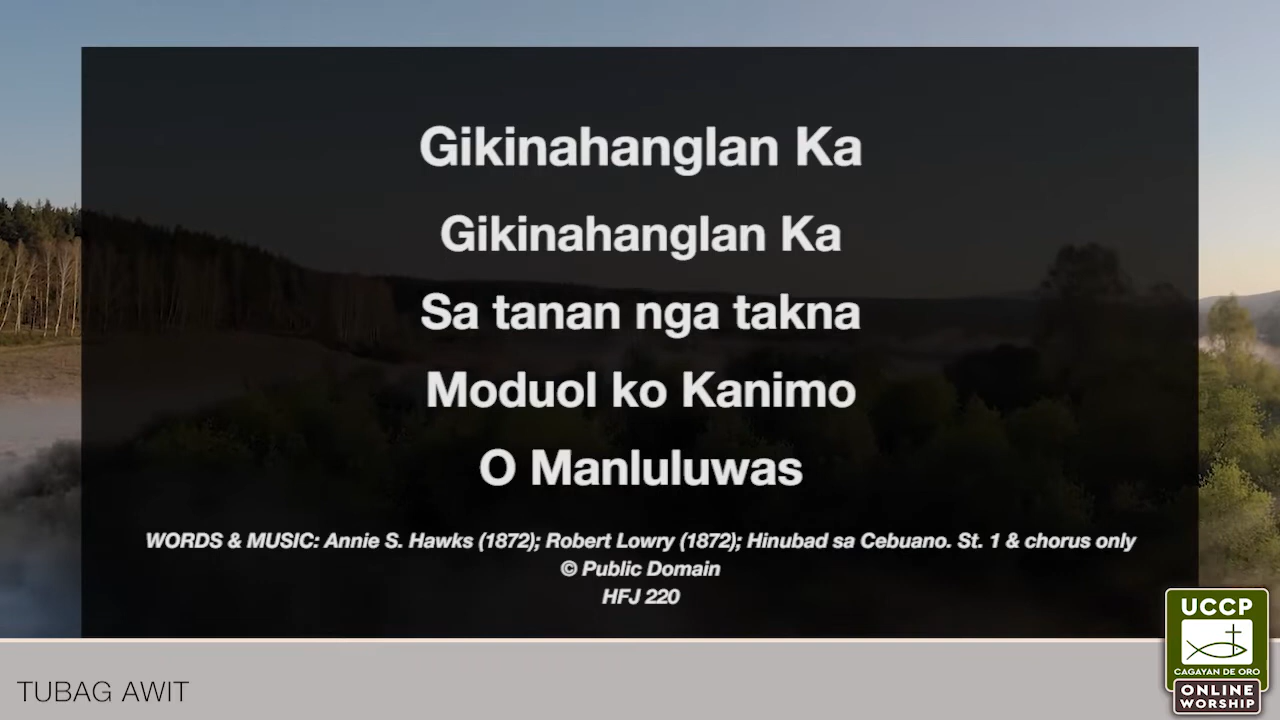 Gikinahanglan Ka
Gikinahanglan Ka
Sa tanan nga takna
Moduol ko Kanimo
O Manluluwas
WORDS & MUSIC: Annie S. Hawks (1872); Robert Lowry (1872); Hinubad sa Cebuano. St. 1 & chorus only
© Public Domain
HFJ 220
TUBAG AWIT
UCCP
CAGAYAN DE ORO
ONLINE
WORSHIP